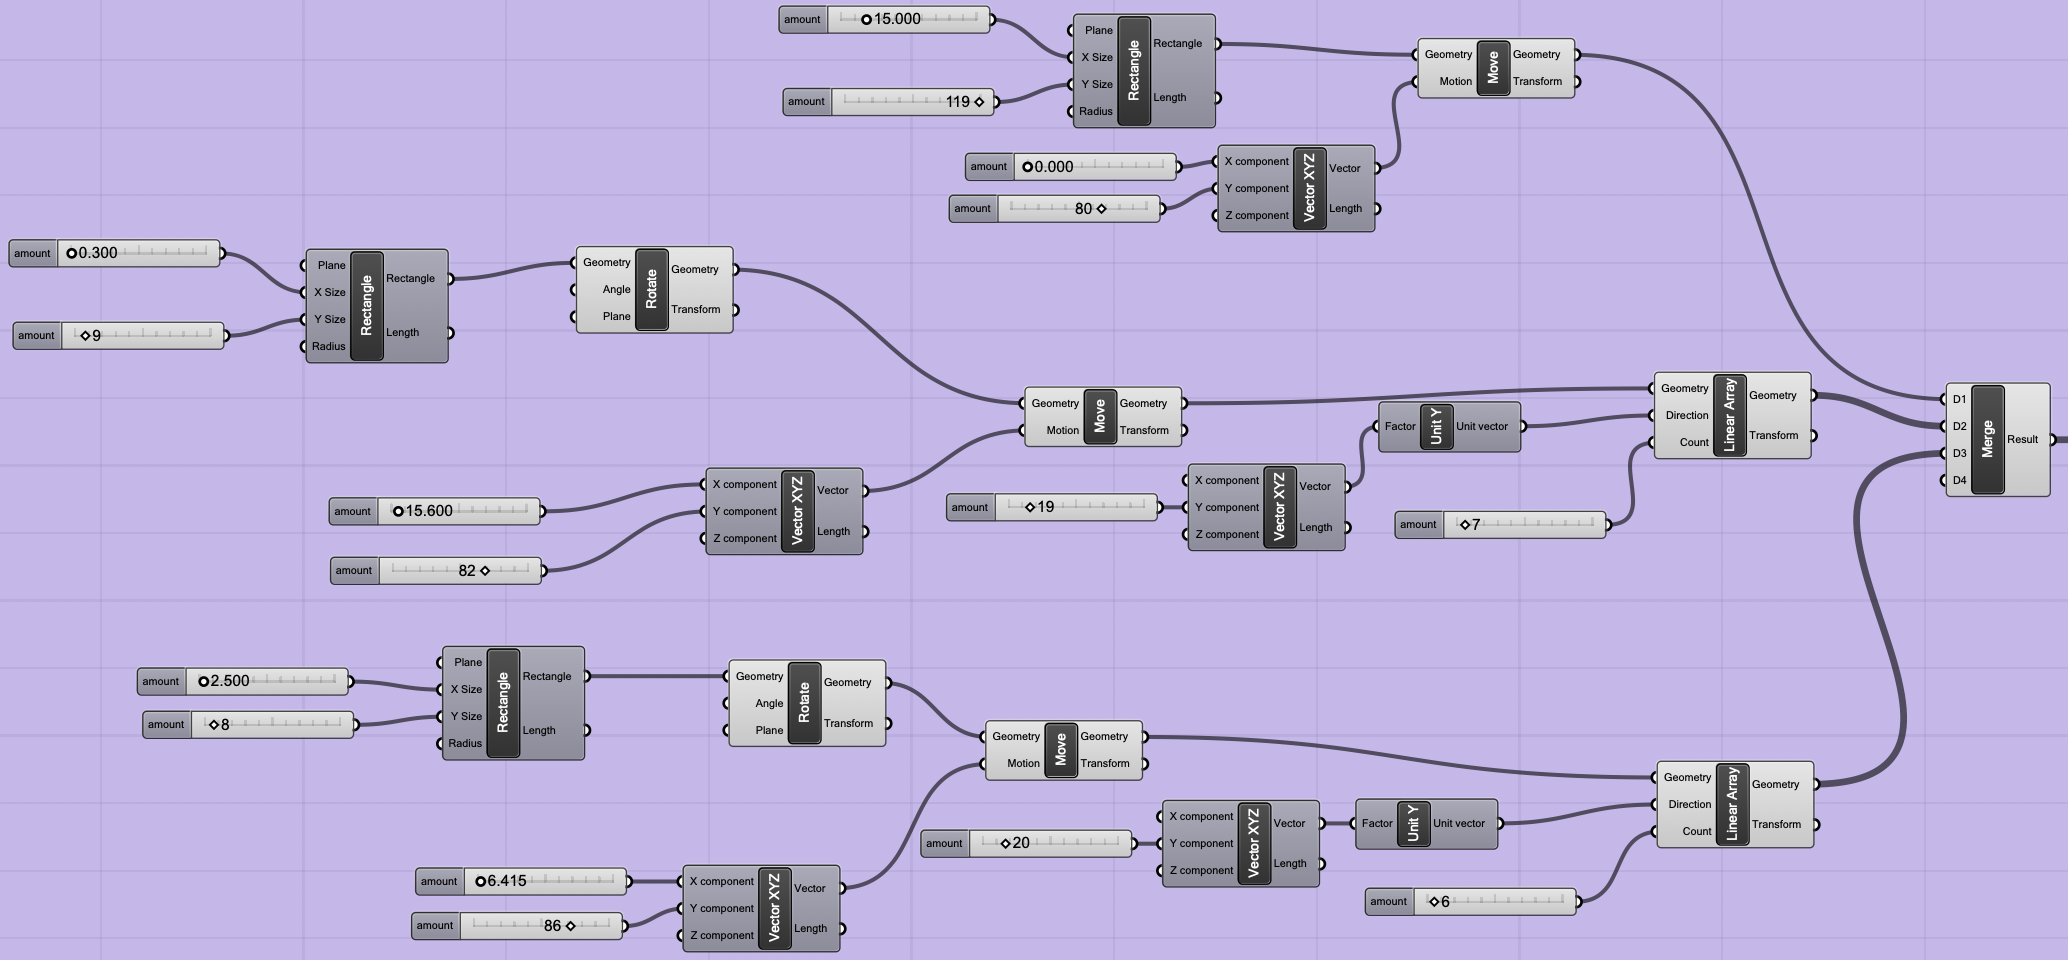 amount 15.000
amount 119
Plane
X Size
Y Size
Radius
Rectangle
Rectangle
Length
Geometry
Motion
Move
Geometry
Transform
amount 0.000
amount 80
X component
Y component
Z component
Vector XYZ
Vector
Length
amount 0.300
amount 9
Plane
X Size
Y Size
Radius
Rectangle
Rectangle
Length
Geometry
Angle
Plane
Rotate
Geometry
Transform
Geometry
Motion
Move
Geometry
Transform
amount 15.600
amount 82
X component
Y component
Z component
Vector XYZ
Vector
Length
amount 19
X component
Y component
Z component
Vector XYZ
Vector
Length
Factor
Unit Y
Unit vector
amount 7
Geometry
Direction
Count
Linear Array
Geometry
Transform
D1
D2
D3
D4
Merge
Result
amount 2.500
amount 8
Plane
X Size
Y Size
Radius
Rectangle
Rectangle
Length
Geometry
Angle
Plane
Rotate
Geometry
Transform
Geometry
Motion
Move
Geometry
Transform
amount 6.415
amount 86
X component
Y component
Z component
Vector XYZ
Vector
Length
amount 20
X component
Y component
Z component
Vector XYZ
Vector
Length
Factor
Unit Y
Unit vector
amount 6
Geometry
Direction
Count
Linear Array
Geometry
Transform